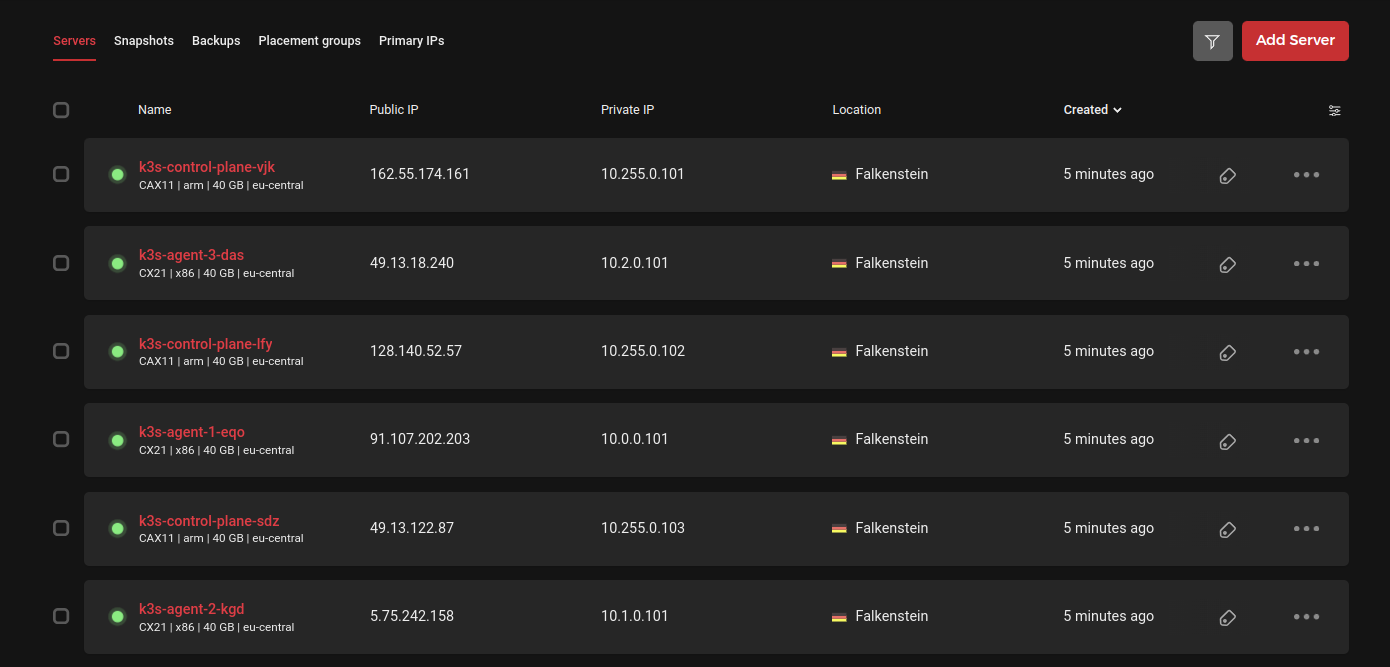 Servers Snapshots Backups Placement groups Primary IPs Add Server
Name Public IP Private IP Location Created
k3s-control-plane-vjk 162.55.174.161 10.255.0.101 Falkenstein 5 minutes ago
CAX11 | arm | 40 GB | eu-central
k3s-agent-3-das 49.13.18.240 10.2.0.101 Falkenstein 5 minutes ago
CX21 | x86 | 40 GB | eu-central
k3s-control-plane-lfy 128.140.52.57 10.255.0.102 Falkenstein 5 minutes ago
CAX11 | arm | 40 GB | eu-central
k3s-agent-1-eqo 91.107.202.203 10.0.0.101 Falkenstein 5 minutes ago
CX21 | x86 | 40 GB | eu-central
k3s-control-plane-sdz 49.13.122.87 10.255.0.103 Falkenstein 5 minutes ago
CAX11 | arm | 40 GB | eu-central
k3s-agent-2-kgd 5.75.242.158 10.1.0.101 Falkenstein 5 minutes ago
CX21 | x86 | 40 GB | eu-central